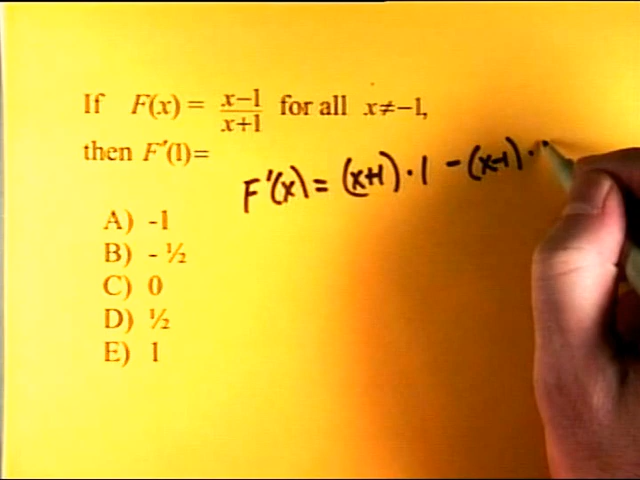 If F(x) = x−1/x+1 for all x≠−1,
then F′(1)=
F'(x) = (x+1) · 1 − (x-1) ·
A) -1
B) - ½
C) 0
D) ½
E) 1